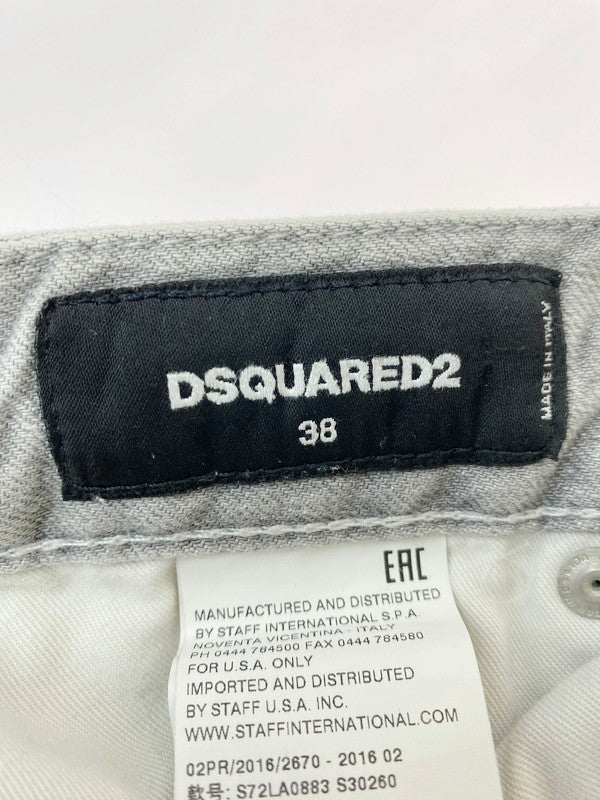 DSQUARED2
38
MADE IN ITALY
EAC
MANUFACTURED AND DISTRIBUTED
BY STAFF INTERNATIONAL S.P.A.
NOVENTA VICENTINA - ITALY
PH 0444 784500 FAX 0444 784580
FOR U.S.A. ONLY
IMPORTED AND DISTRIBUTED
BY STAFF U.S.A. INC.
WWW.STAFFINTERNATIONAL.COM
02PR/2016/2670 - 2016 02
款号: S72LA0883 S30260